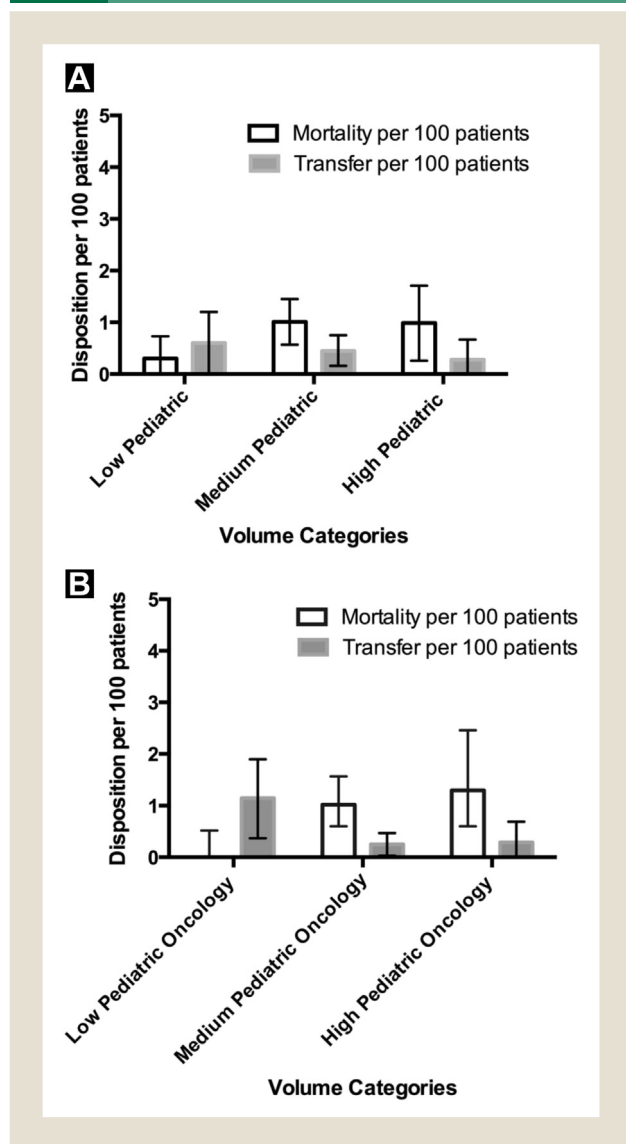 A
Disposition per 100 patients
5
4
3
2
1
0
Mortality per 100 patients
Transfer per 100 patients
Low Pediatric
Medium Pediatric
High Pediatric
Volume Categories
B
Disposition per 100 patients
5
4
3
2
1
0
Mortality per 100 patients
Transfer per 100 patients
Low Pediatric Oncology
Medium Pediatric Oncology
High Pediatric Oncology
Volume Categories